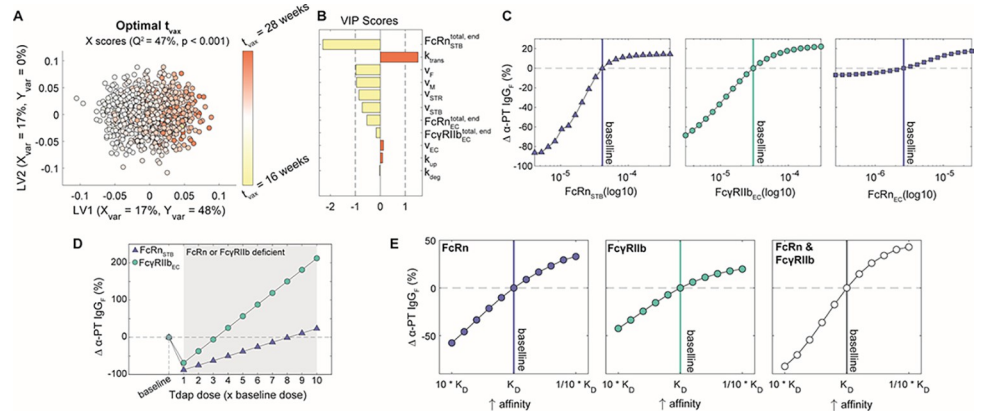 A
Optimal t_vax
X scores (Q² = 47%, p < 0.001)
LV2 (X_var = 17%, Y_var = 0%)
0.1
0.05
0
-0.05
-0.1
-0.1 -0.05 0 0.05 0.1
LV1 (X_var = 17%, Y_var = 48%)
t_vax = 28 weeks
t_vax = 16 weeks
B
VIP Scores
FcRn_STB^total, end
k_trans
v_F
v_M
v_STR
v_STB
FcRn_EC^total, end
FcγRIIb_EC^total, end
v_EC
k_up
k_deg
-2 -1 0 1
C
Δ α-PT IgG_F (%)
20
0
-20
-40
-60
-80
-100
baseline
10⁻⁵ 10⁻⁴
FcRn_STB(log10)
baseline
10⁻⁵ 10⁻⁴
FcγRIIb_EC(log10)
baseline
10⁻⁶ 10⁻⁵
FcRn_EC(log10)
D
FcRn_STB
FcγRIIb_EC
FcRn or FcγRIIb deficient
Δ α-PT IgG_F (%)
200
100
0
-100
baseline 1 2 3 4 5 6 7 8 9 10
Tdap dose (x baseline dose)
E
Δ α-PT IgG_F (%)
50
0
-50
FcRn
baseline
10 * K_D K_D 1/10 * K_D
↑ affinity
FcγRIIb
baseline
10 * K_D K_D 1/10 * K_D
↑ affinity
FcRn &
FcγRIIb
baseline
10 * K_D K_D 1/10 * K_D
↑ affinity